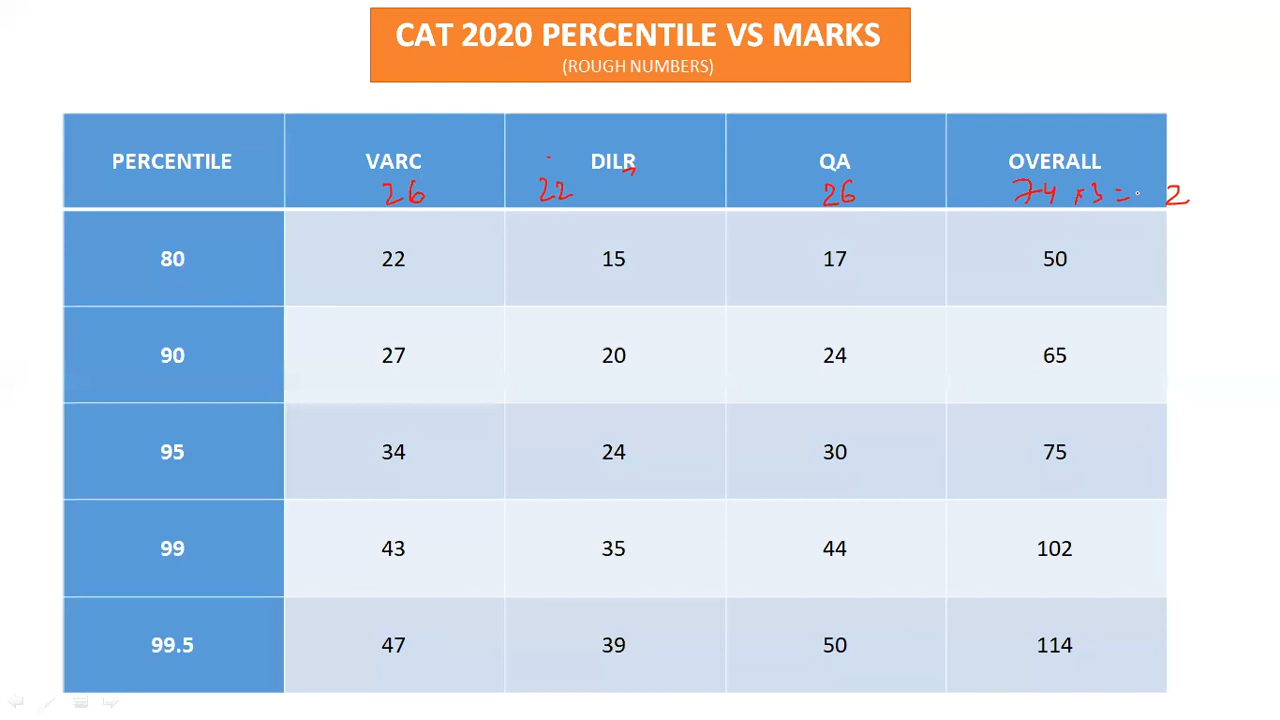 CAT 2020 PERCENTILE VS MARKS
(ROUGH NUMBERS)
PERCENTILE VARC DILR QA OVERALL
26 22 26 74 × 3 = 2
80 22 15 17 50
90 27 20 24 65
95 34 24 30 75
99 43 35 44 102
99.5 47 39 50 114